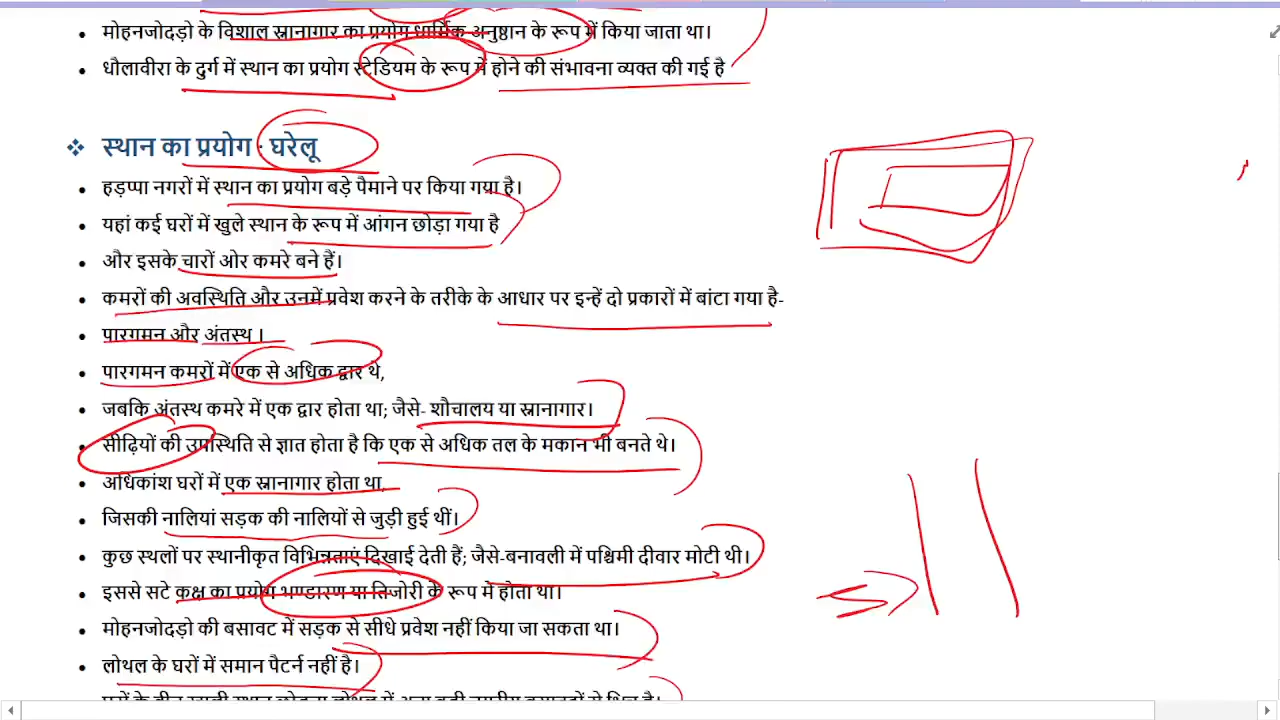 मोहनजोदड़ो के विशाल स्नानागार का प्रयोग धार्मिक अनुष्ठान के रूप में किया जाता था।
धौलावीरा के दुर्ग में स्थान का प्रयोग स्टेडियम के रूप में होने की संभावना व्यक्त की गई है
❖ स्थान का प्रयोग : घरेलू
हड़प्पा नगरों में स्थान का प्रयोग बड़े पैमाने पर किया गया है।
यहां कई घरों में खुले स्थान के रूप में आंगन छोड़ा गया है
और इसके चारों ओर कमरे बने हैं।
कमरों की अवस्थिति और उनमें प्रवेश करने के तरीके के आधार पर इन्हें दो प्रकारों में बांटा गया है-
पारगमन और अंतस्थ ।
पारगमन कमरों में एक से अधिक द्वार थे,
जबकि अंतस्थ कमरे में एक द्वार होता था; जैसे- शौचालय या स्नानागार।
सीढ़ियों की उपस्थिति से ज्ञात होता है कि एक से अधिक तल के मकान भी बनते थे।
अधिकांश घरों में एक स्नानागार होता था,
जिसकी नालियां सड़क की नालियों से जुड़ी हुई थीं।
कुछ स्थलों पर स्थानीकृत विभिन्नताएं दिखाई देती हैं; जैसे-बनावली में पश्चिमी दीवार मोटी थी।
इससे सटे कक्ष का प्रयोग भण्डारण या तिजोरी के रूप में होता था।
मोहनजोदड़ो की बसावट में सड़क से सीधे प्रवेश नहीं किया जा सकता था।
लोथल के घरों में समान पैटर्न नहीं है।